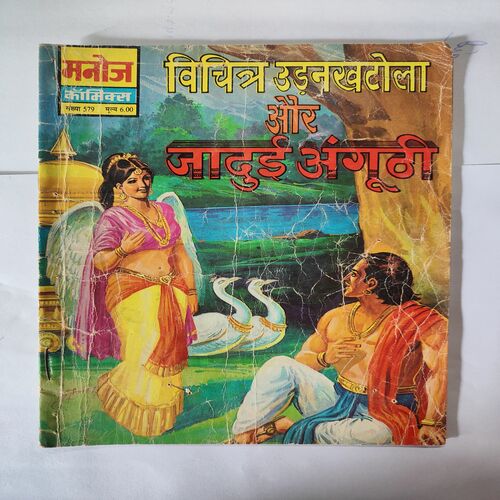 मनोज
कॉमिक्स
संख्या 579 मूल्य 6.00
विचित्र उड़नखटोला
और
जादुई अंगूठी